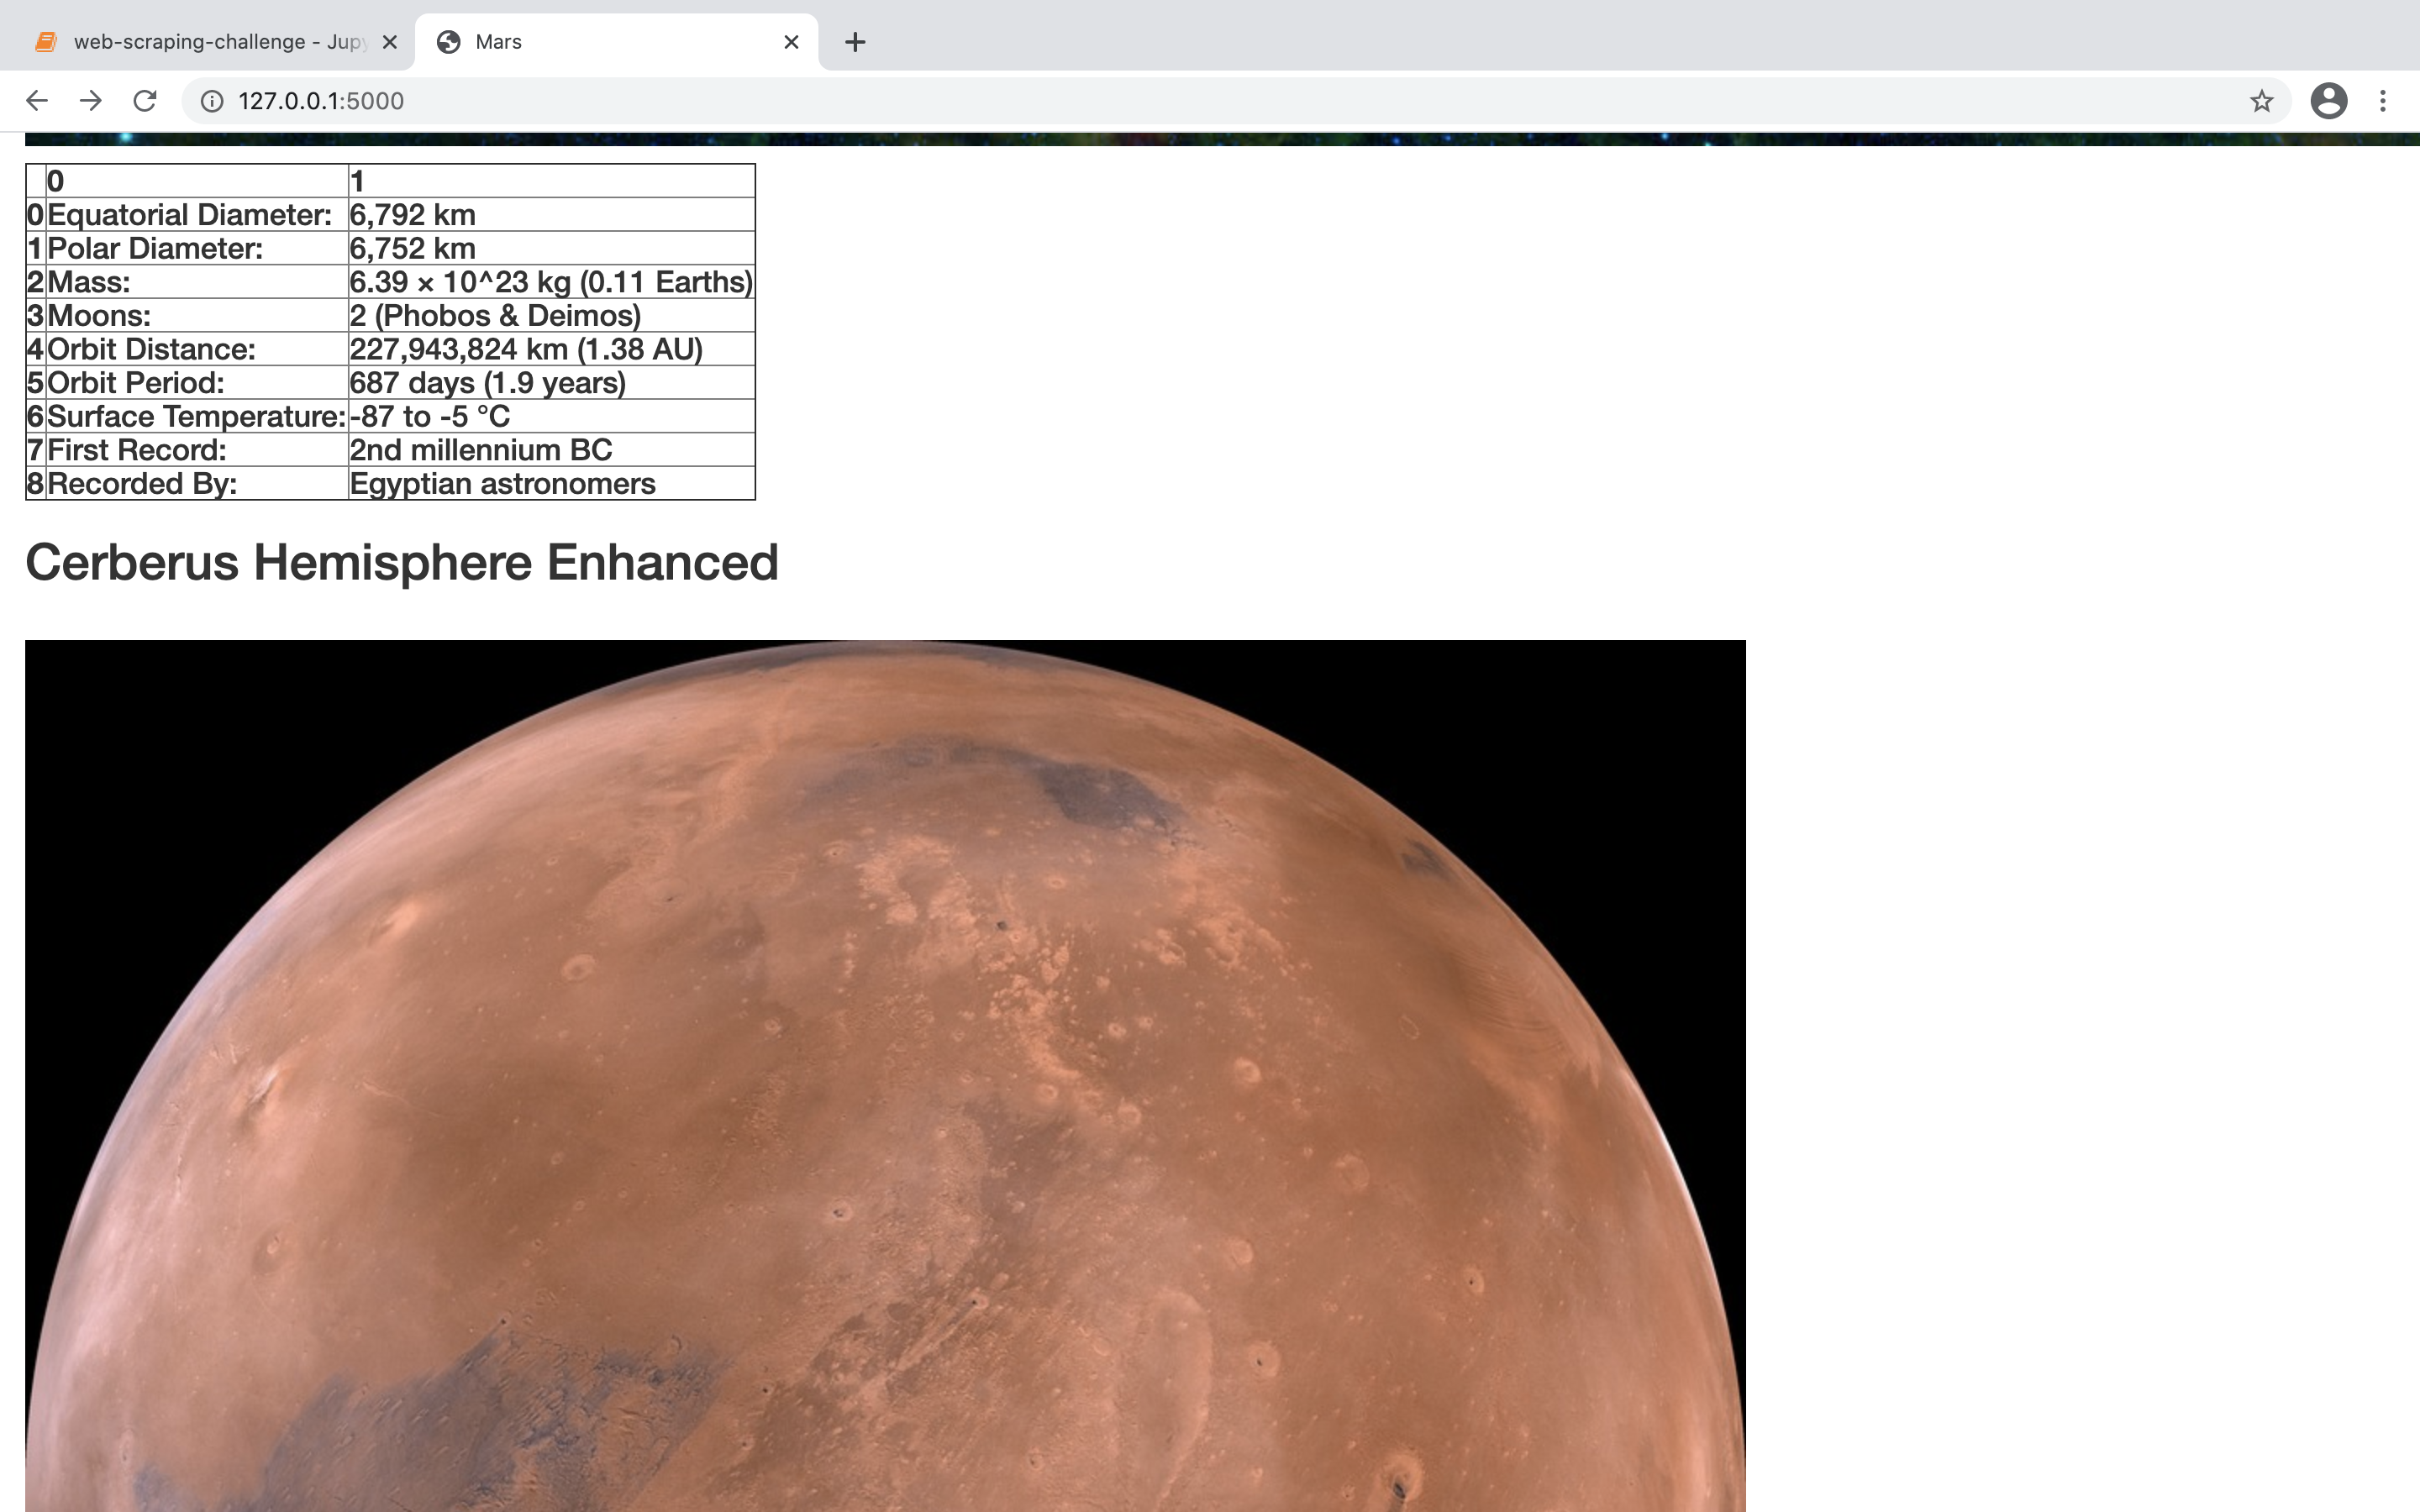 web-scraping-challenge - Jupy
Mars
127.0.0.1:5000
0 1
0 Equatorial Diameter: 6,792 km
1 Polar Diameter: 6,752 km
2 Mass: 6.39 × 10^23 kg (0.11 Earths)
3 Moons: 2 (Phobos & Deimos)
4 Orbit Distance: 227,943,824 km (1.38 AU)
5 Orbit Period: 687 days (1.9 years)
6 Surface Temperature: -87 to -5 °C
7 First Record: 2nd millennium BC
8 Recorded By: Egyptian astronomers
Cerberus Hemisphere Enhanced